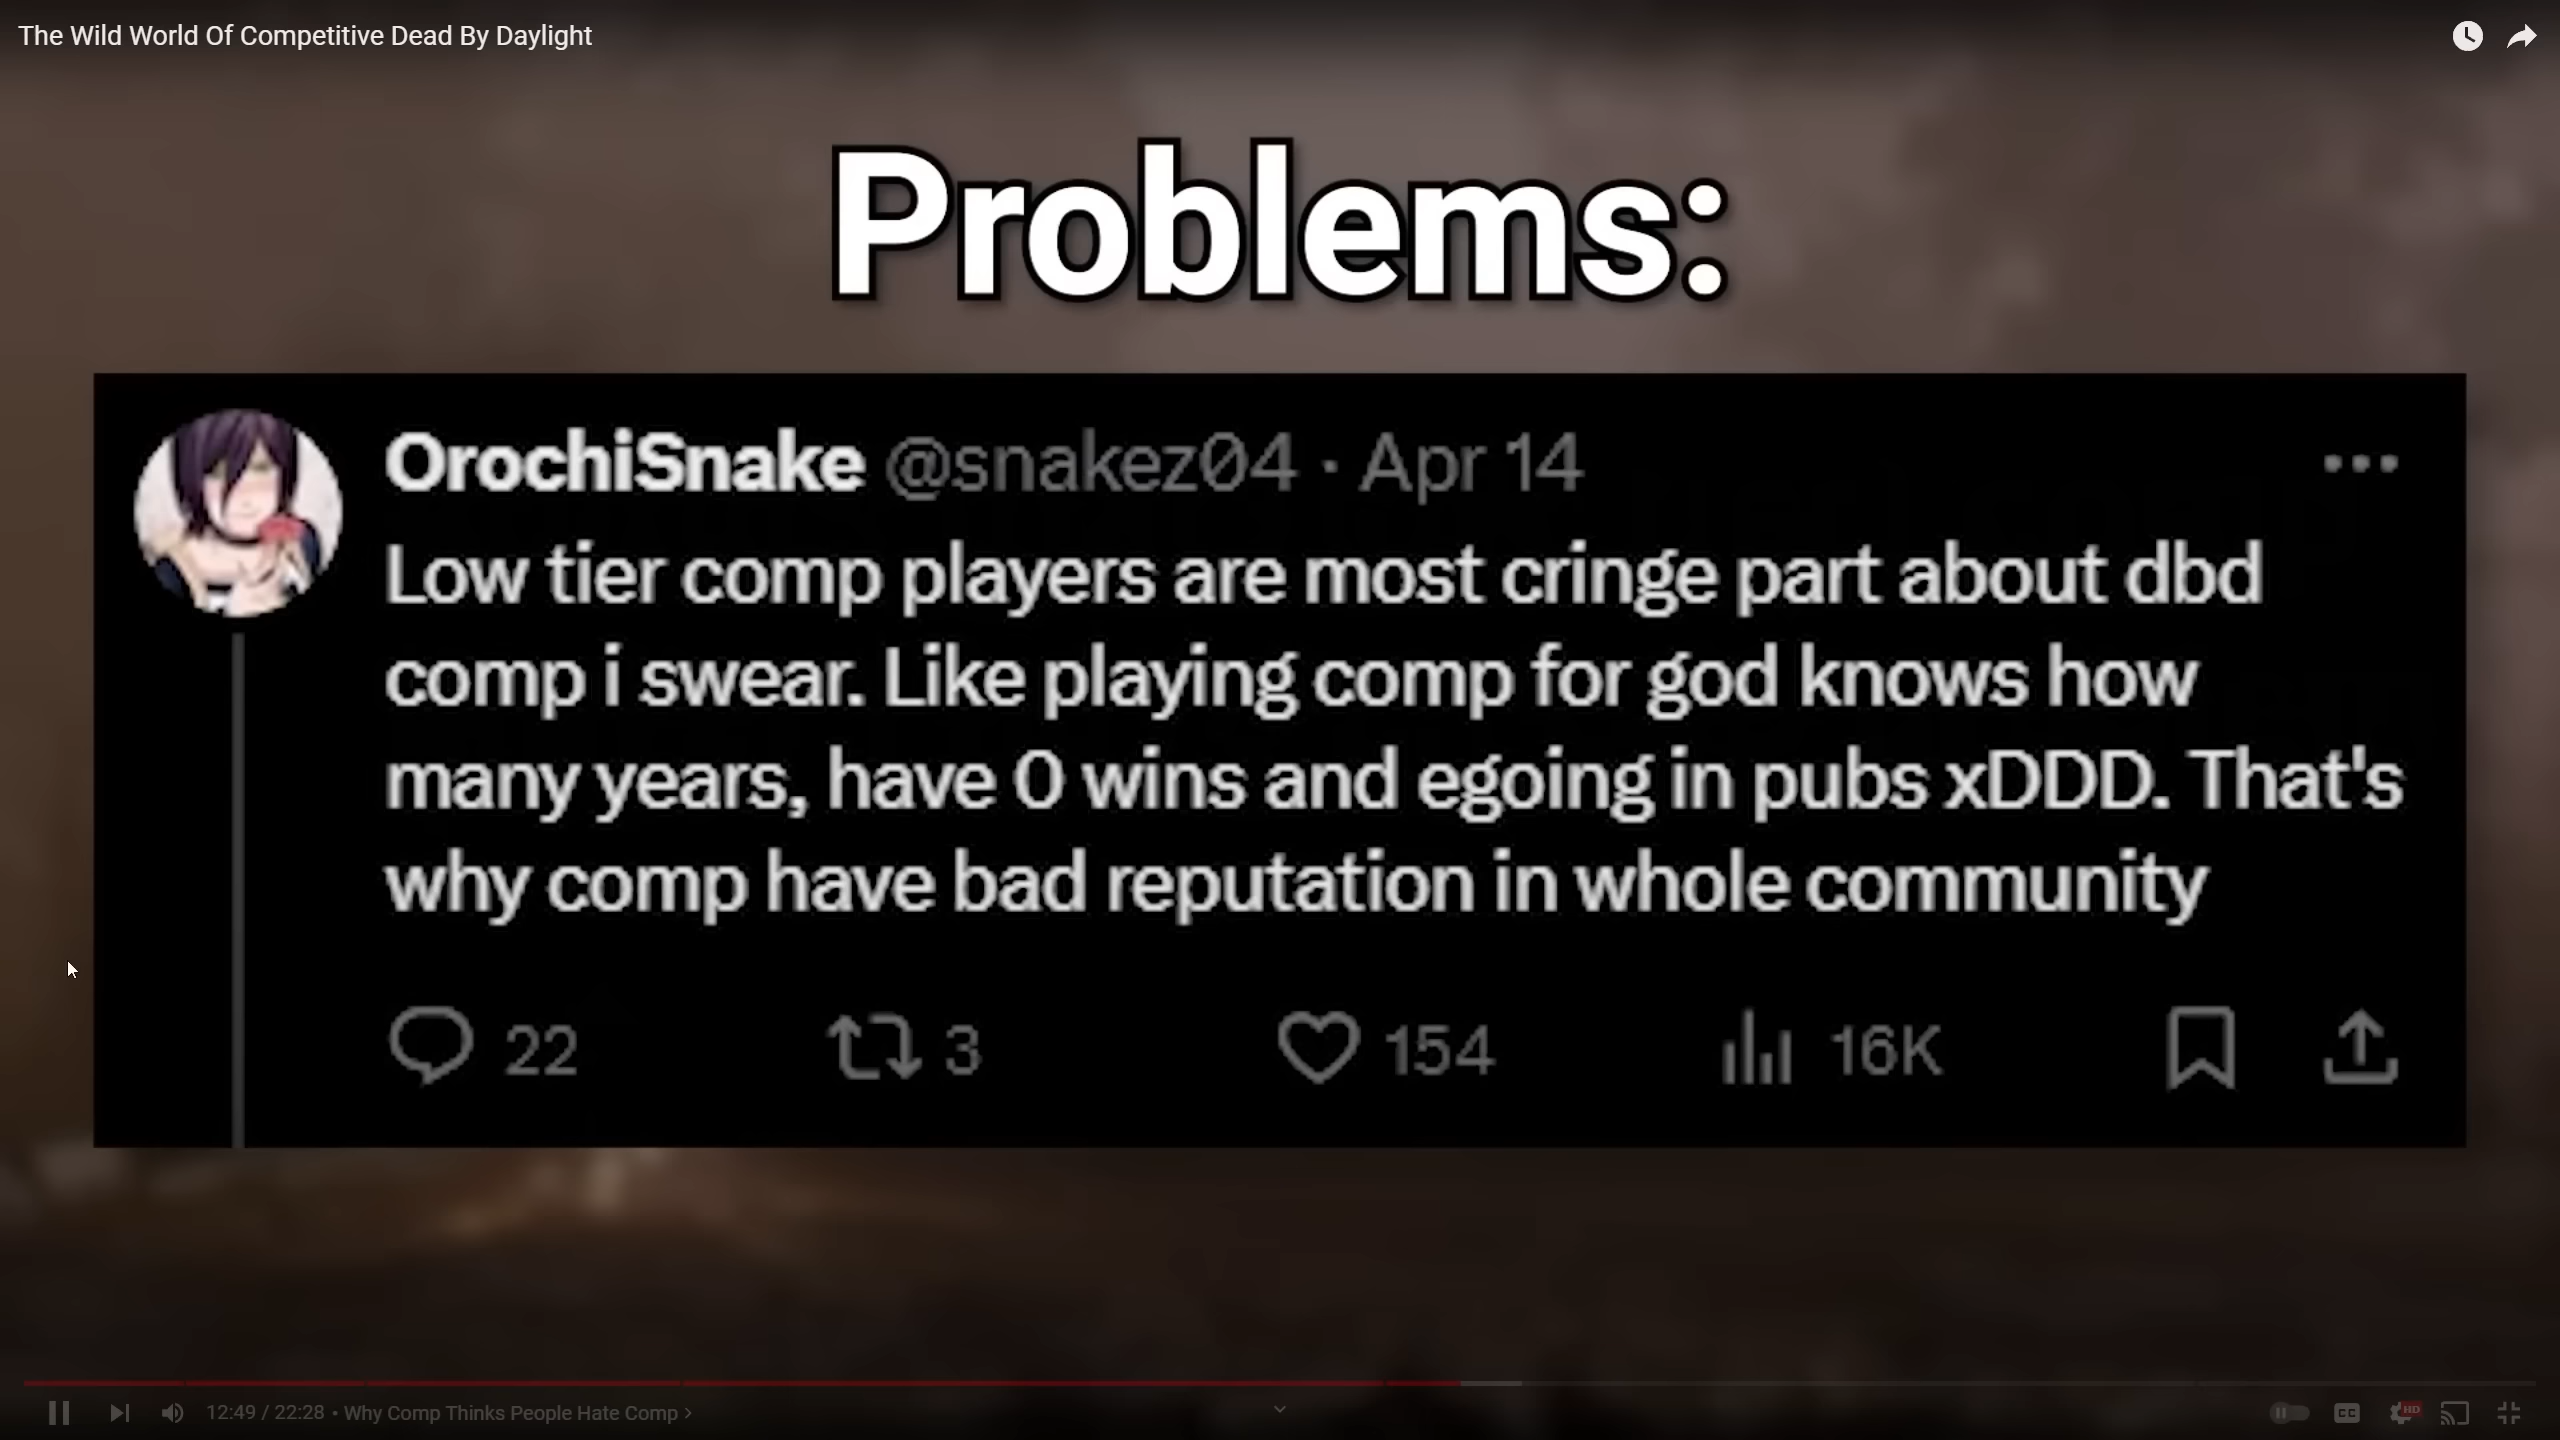 The Wild World Of Competitive Dead By Daylight
Problems:
OrochiSnake @snakez04 · Apr 14
Low tier comp players are most cringe part about dbd
comp i swear. Like playing comp for god knows how
many years, have 0 wins and egoing in pubs xDDD. That's
why comp have bad reputation in whole community
22 3 154 16K
12:49 / 22:28 • Why Comp Thinks People Hate Comp >
CC HD